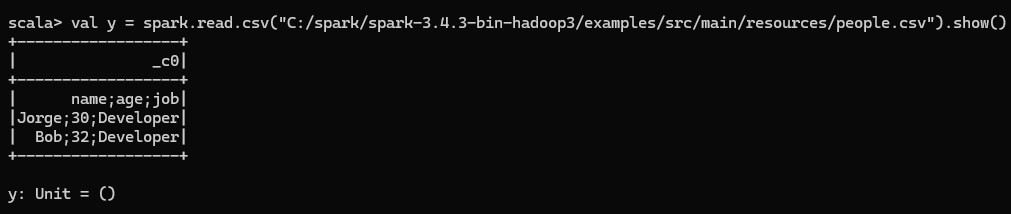 scala> val y = spark.read.csv("C:/spark/spark-3.4.3-bin-hadoop3/examples/src/main/resources/people.csv").show()
+------------------+
|               _c0|
+------------------+
|      name;age;job|
|Jorge;30;Developer|
|  Bob;32;Developer|
+------------------+
y: Unit = ()